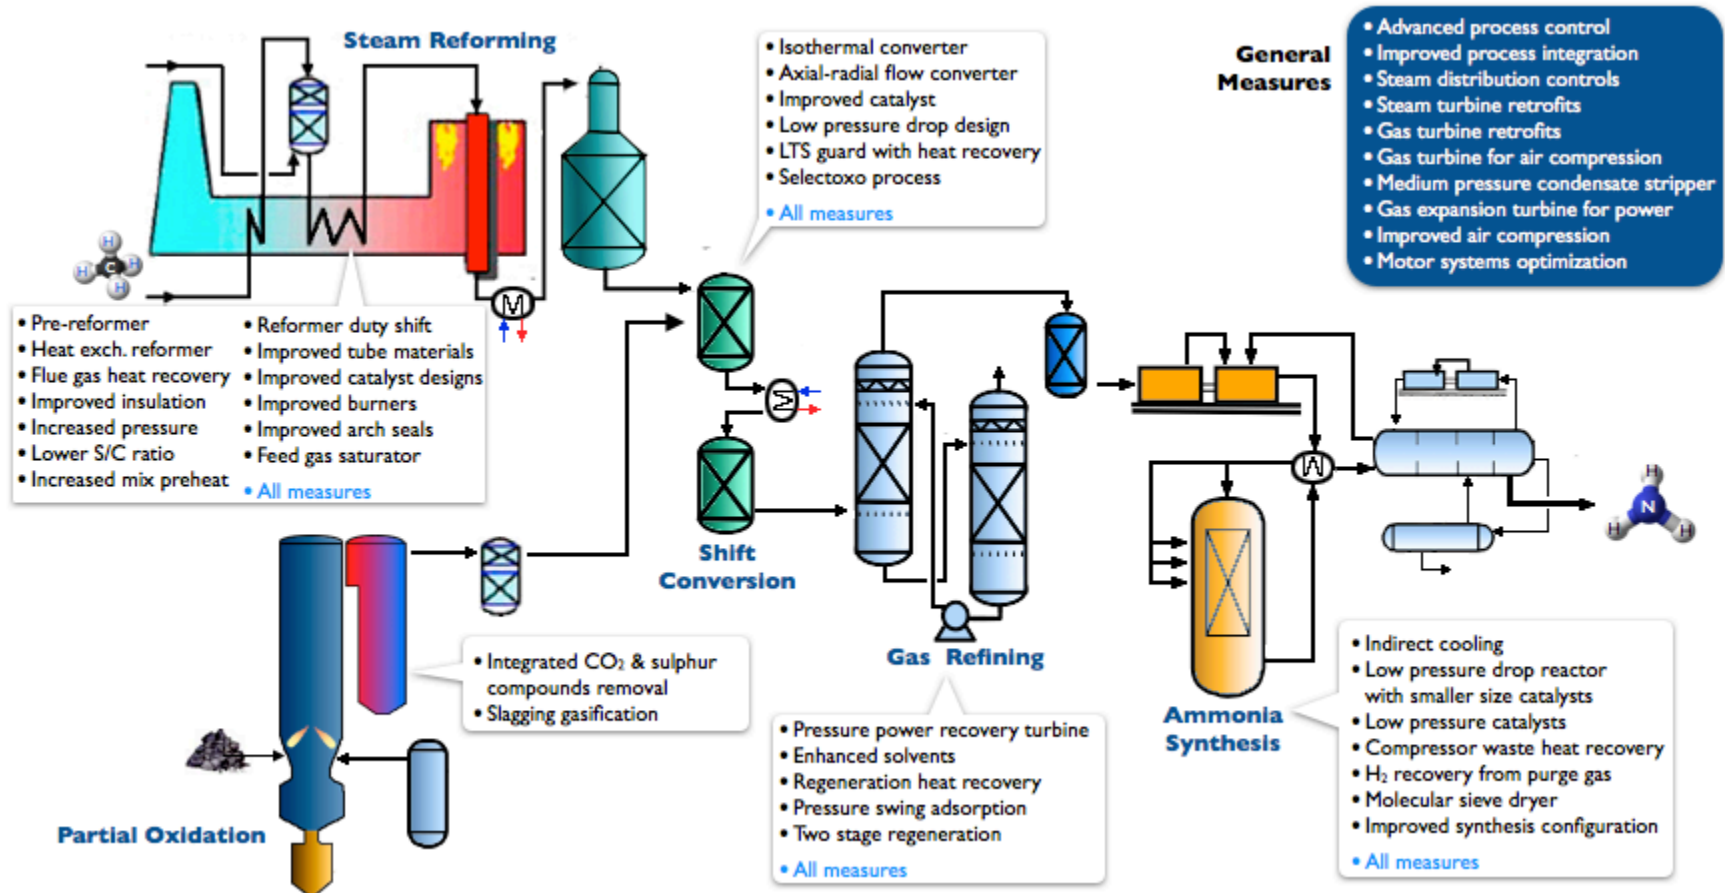 Steam Reforming
• Isothermal converter
• Axial-radial flow converter
• Improved catalyst
• Low pressure drop design
• LTS guard with heat recovery
• Selectoxo process
• All measures
General
Measures
• Advanced process control
• Improved process integration
• Steam distribution controls
• Steam turbine retrofits
• Gas turbine retrofits
• Gas turbine for air compression
• Medium pressure condensate stripper
• Gas expansion turbine for power
• Improved air compression
• Motor systems optimization
H
H
C
H
H
• Pre-reformer
• Heat exch. reformer
• Flue gas heat recovery
• Improved insulation
• Increased pressure
• Lower S/C ratio
• Increased mix preheat
• Reformer duty shift
• Improved tube materials
• Improved catalyst designs
• Improved burners
• Improved arch seals
• Feed gas saturator
• All measures
Shift
Conversion
H
N
H
H
• Integrated CO₂ & sulphur
compounds removal
• Slagging gasification
Partial Oxidation
Gas Refining
• Pressure power recovery turbine
• Enhanced solvents
• Regeneration heat recovery
• Pressure swing adsorption
• Two stage regeneration
• All measures
Ammonia
Synthesis
• Indirect cooling
• Low pressure drop reactor
with smaller size catalysts
• Low pressure catalysts
• Compressor waste heat recovery
• H₂ recovery from purge gas
• Molecular sieve dryer
• Improved synthesis configuration
• All measures